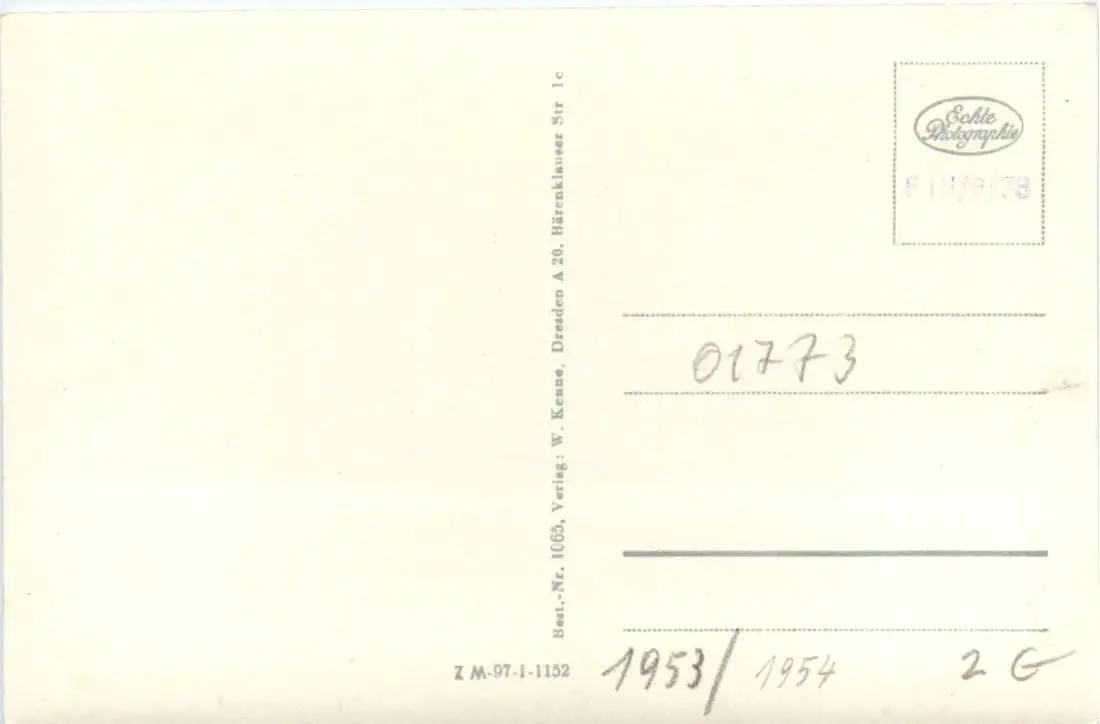 Echte
Photographie
01773
Best.-Nr. 1065, Verlag: W. Kenne, Dresden A 20, Bärenklauser Str 1c
Z M-97-1-1152
1953/1954
2 G